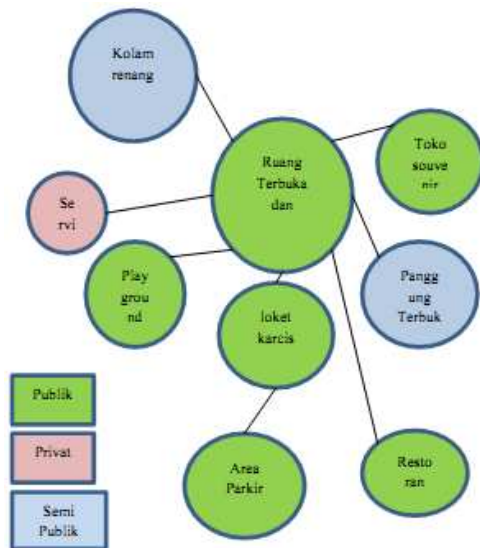 Kolam
renang
Ruang
Terbuka
dan
Toko
souve
nir
Se
rvi
Play
grou
nd
Pangg
ung
Terbuk
loket
karcis
Publik
Privat
Semi
Publik
Area
Parkir
Resto
ran